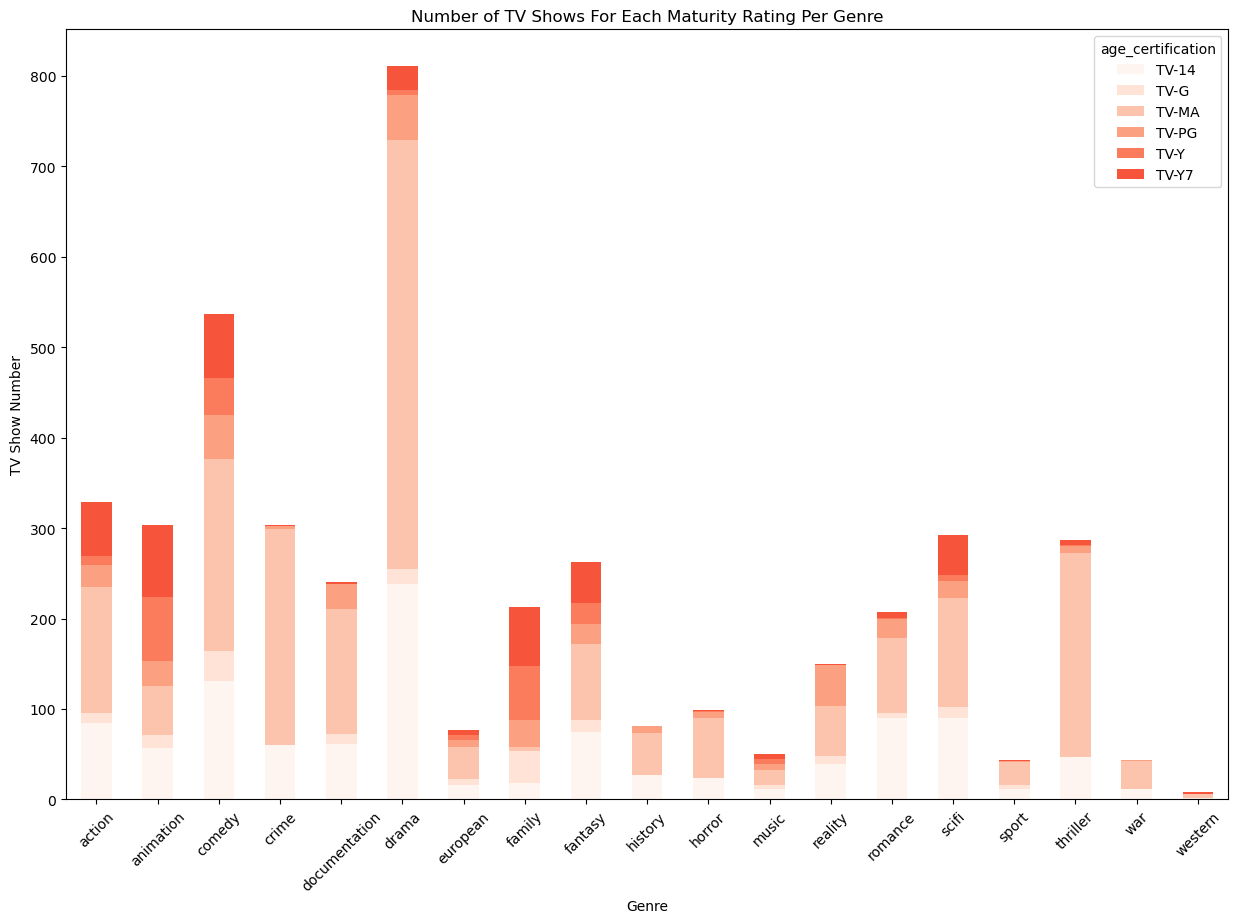 Number of TV Shows For Each Maturity Rating Per Genre
age_certification
TV-14
TV-G
TV-MA
TV-PG
TV-Y
TV-Y7
TV Show Number
800
700
600
500
400
300
200
100
0
action
animation
comedy
crime
documentation
drama
european
family
fantasy
history
horror
music
reality
romance
scifi
sport
thriller
war
western
Genre